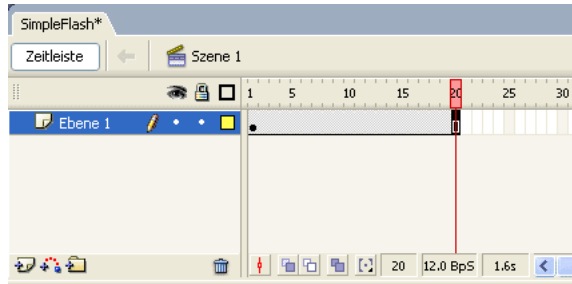 SimpleFlash*
Zeitleiste Szene 1
1 5 10 15 20 25 30
Ebene 1
20 12.0 BpS 1.6s